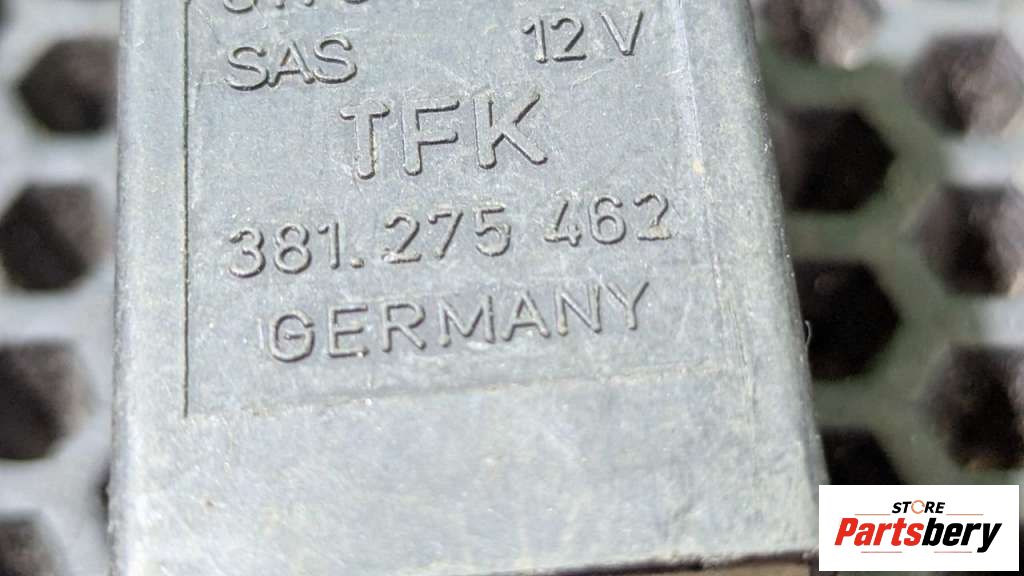 SAS 12V
TFK
381.275 462
GERMANY
STORE
Partsbery